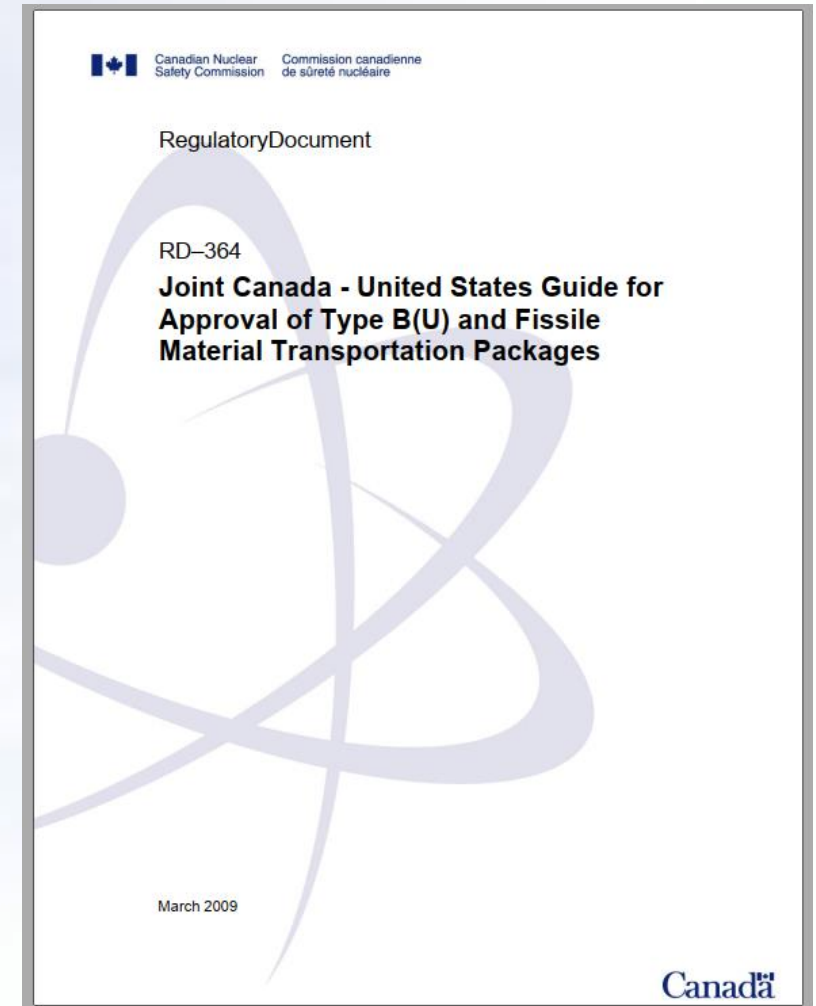 Canadian Nuclear Commission canadienne
Safety Commission de sûreté nucléaire
RegulatoryDocument
RD–364
Joint Canada - United States Guide for
Approval of Type B(U) and Fissile
Material Transportation Packages
March 2009
Canada